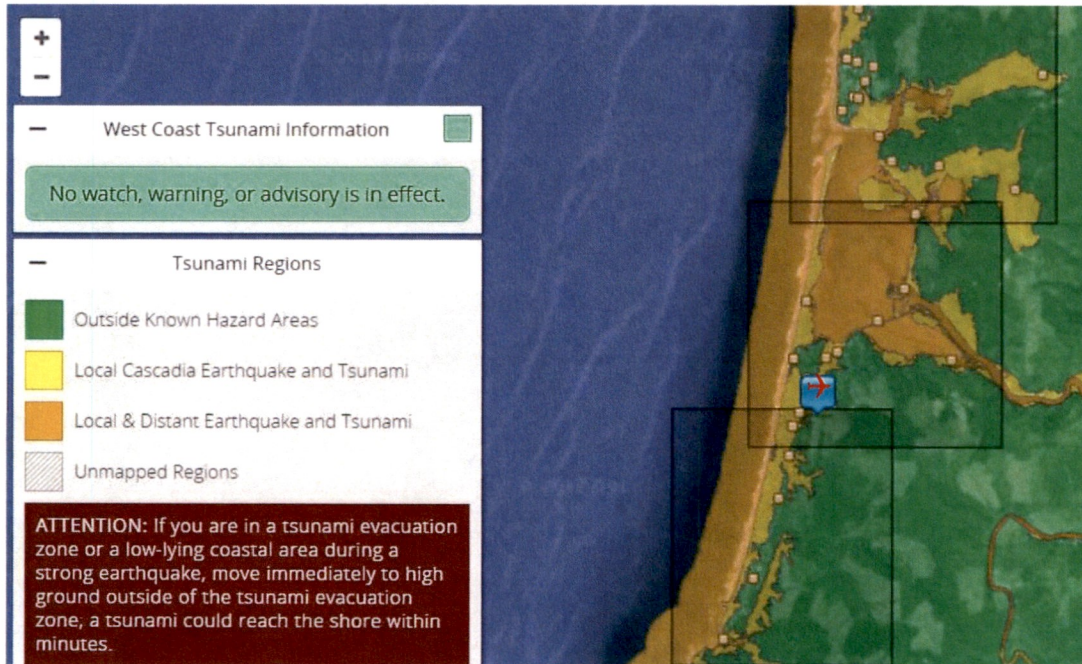 +
−
− West Coast Tsunami Information
No watch, warning, or advisory is in effect.
− Tsunami Regions
Outside Known Hazard Areas
Local Cascadia Earthquake and Tsunami
Local & Distant Earthquake and Tsunami
Unmapped Regions
ATTENTION: If you are in a tsunami evacuation
zone or a low-lying coastal area during a
strong earthquake, move immediately to high
ground outside of the tsunami evacuation
zone; a tsunami could reach the shore within
minutes.